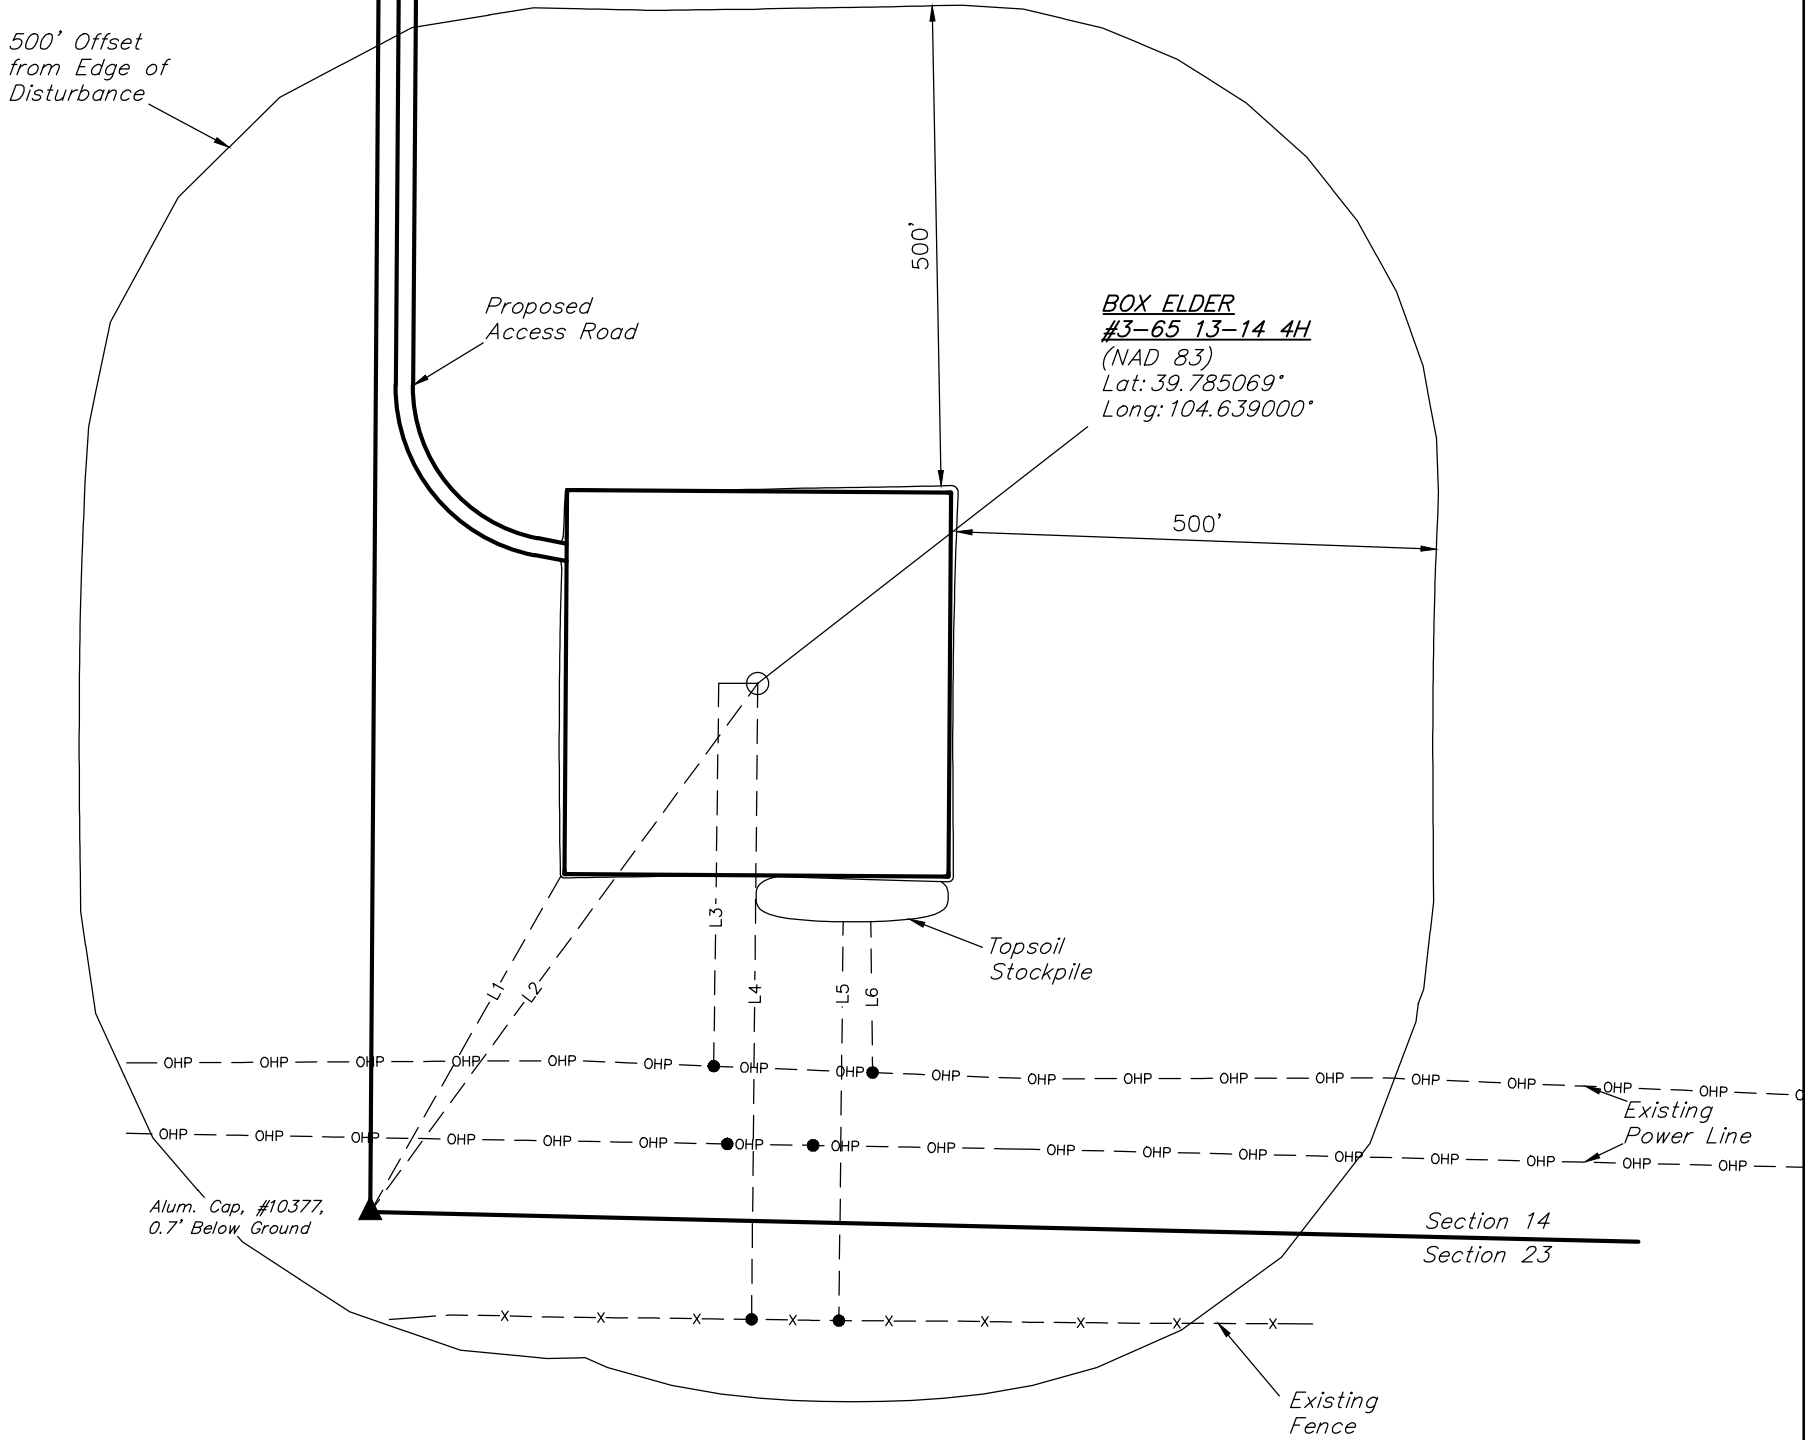 500' Offset
from Edge of
Disturbance
500'
Proposed
Access Road
BOX ELDER
#3-65 13-14 4H
(NAD 83)
Lat: 39.785069°
Long: 104.639000°
500'
L3
Topsoil
Stockpile
L1
L2
L4
L5
L6
OHP OHP OHP OHP OHP OHP OHP OHP OHP OHP OHP OHP OHP OHP OHP OHP OHP
Existing
Power Line
OHP OHP OHP OHP OHP OHP OHP OHP OHP OHP OHP OHP OHP OHP OHP OHP OHP
Alum. Cap, #10377,
0.7' Below Ground
Section 14
Section 23
X X X X X X X X X
Existing
Fence